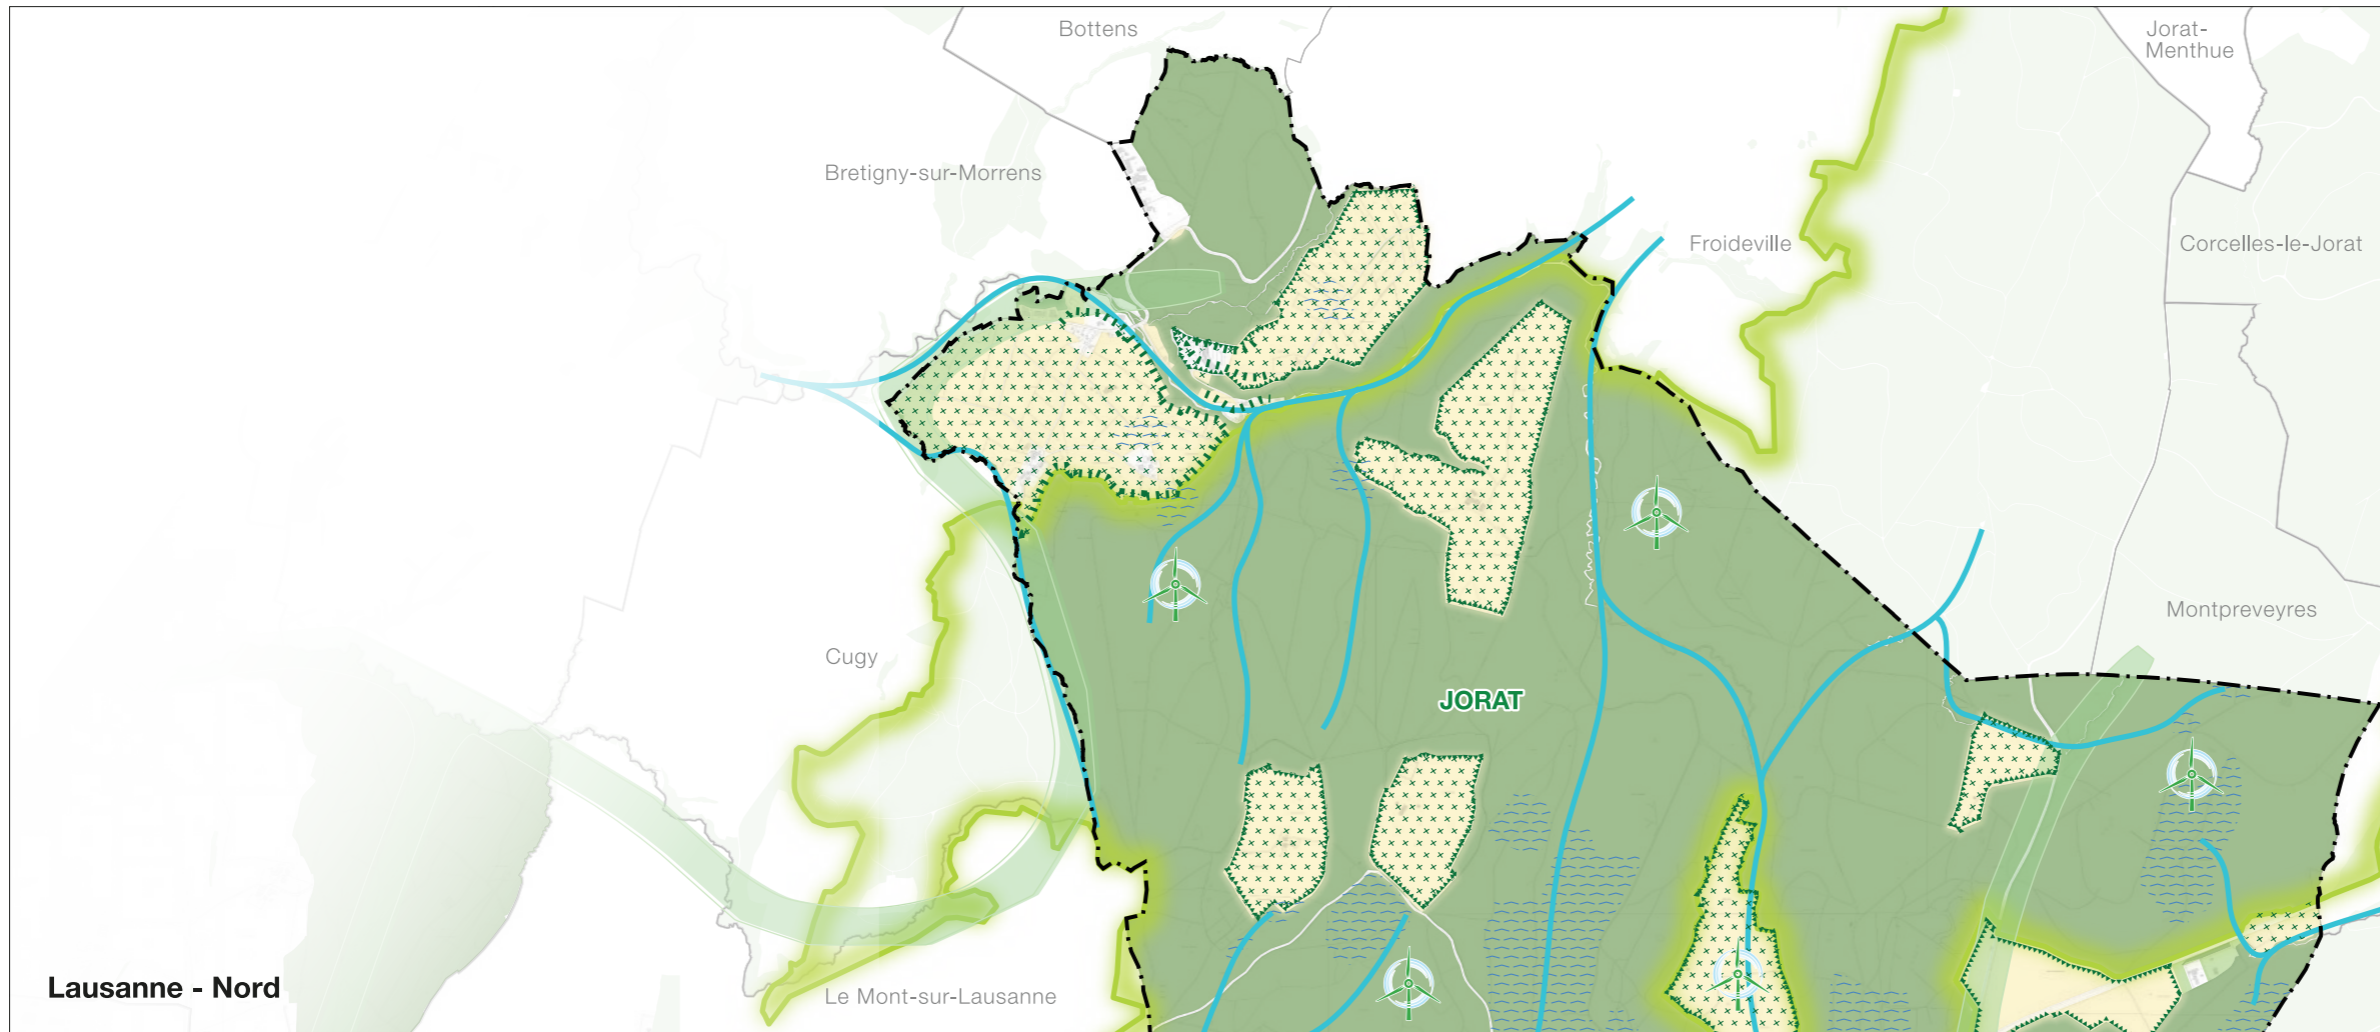 Bottens
Jorat-
Menthue
Bretigny-sur-Morrens
Froideville
Corcelles-le-Jorat
Montpreveyres
Cugy
JORAT
Lausanne - Nord
Le Mont-sur-Lausanne